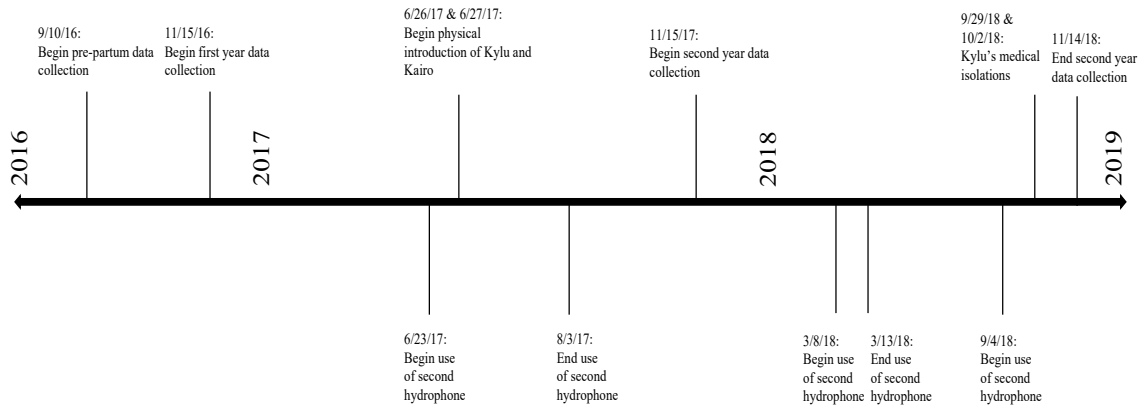 9/10/16:
Begin pre-partum data
collection
11/15/16:
Begin first year data
collection
6/26/17 & 6/27/17:
Begin physical
introduction of Kylu and
Kairo
11/15/17:
Begin second year data
collection
9/29/18 &
10/2/18:
Kylu’s medical
isolations
11/14/18:
End second year
data collection
2016
2017
2018
2019
6/23/17:
Begin use
of second
hydrophone
8/3/17:
End use
of second
hydrophone
3/8/18:
Begin use
of second
hydrophone
3/13/18:
End use
of second
hydrophone
9/4/18:
Begin use
of second
hydrophone